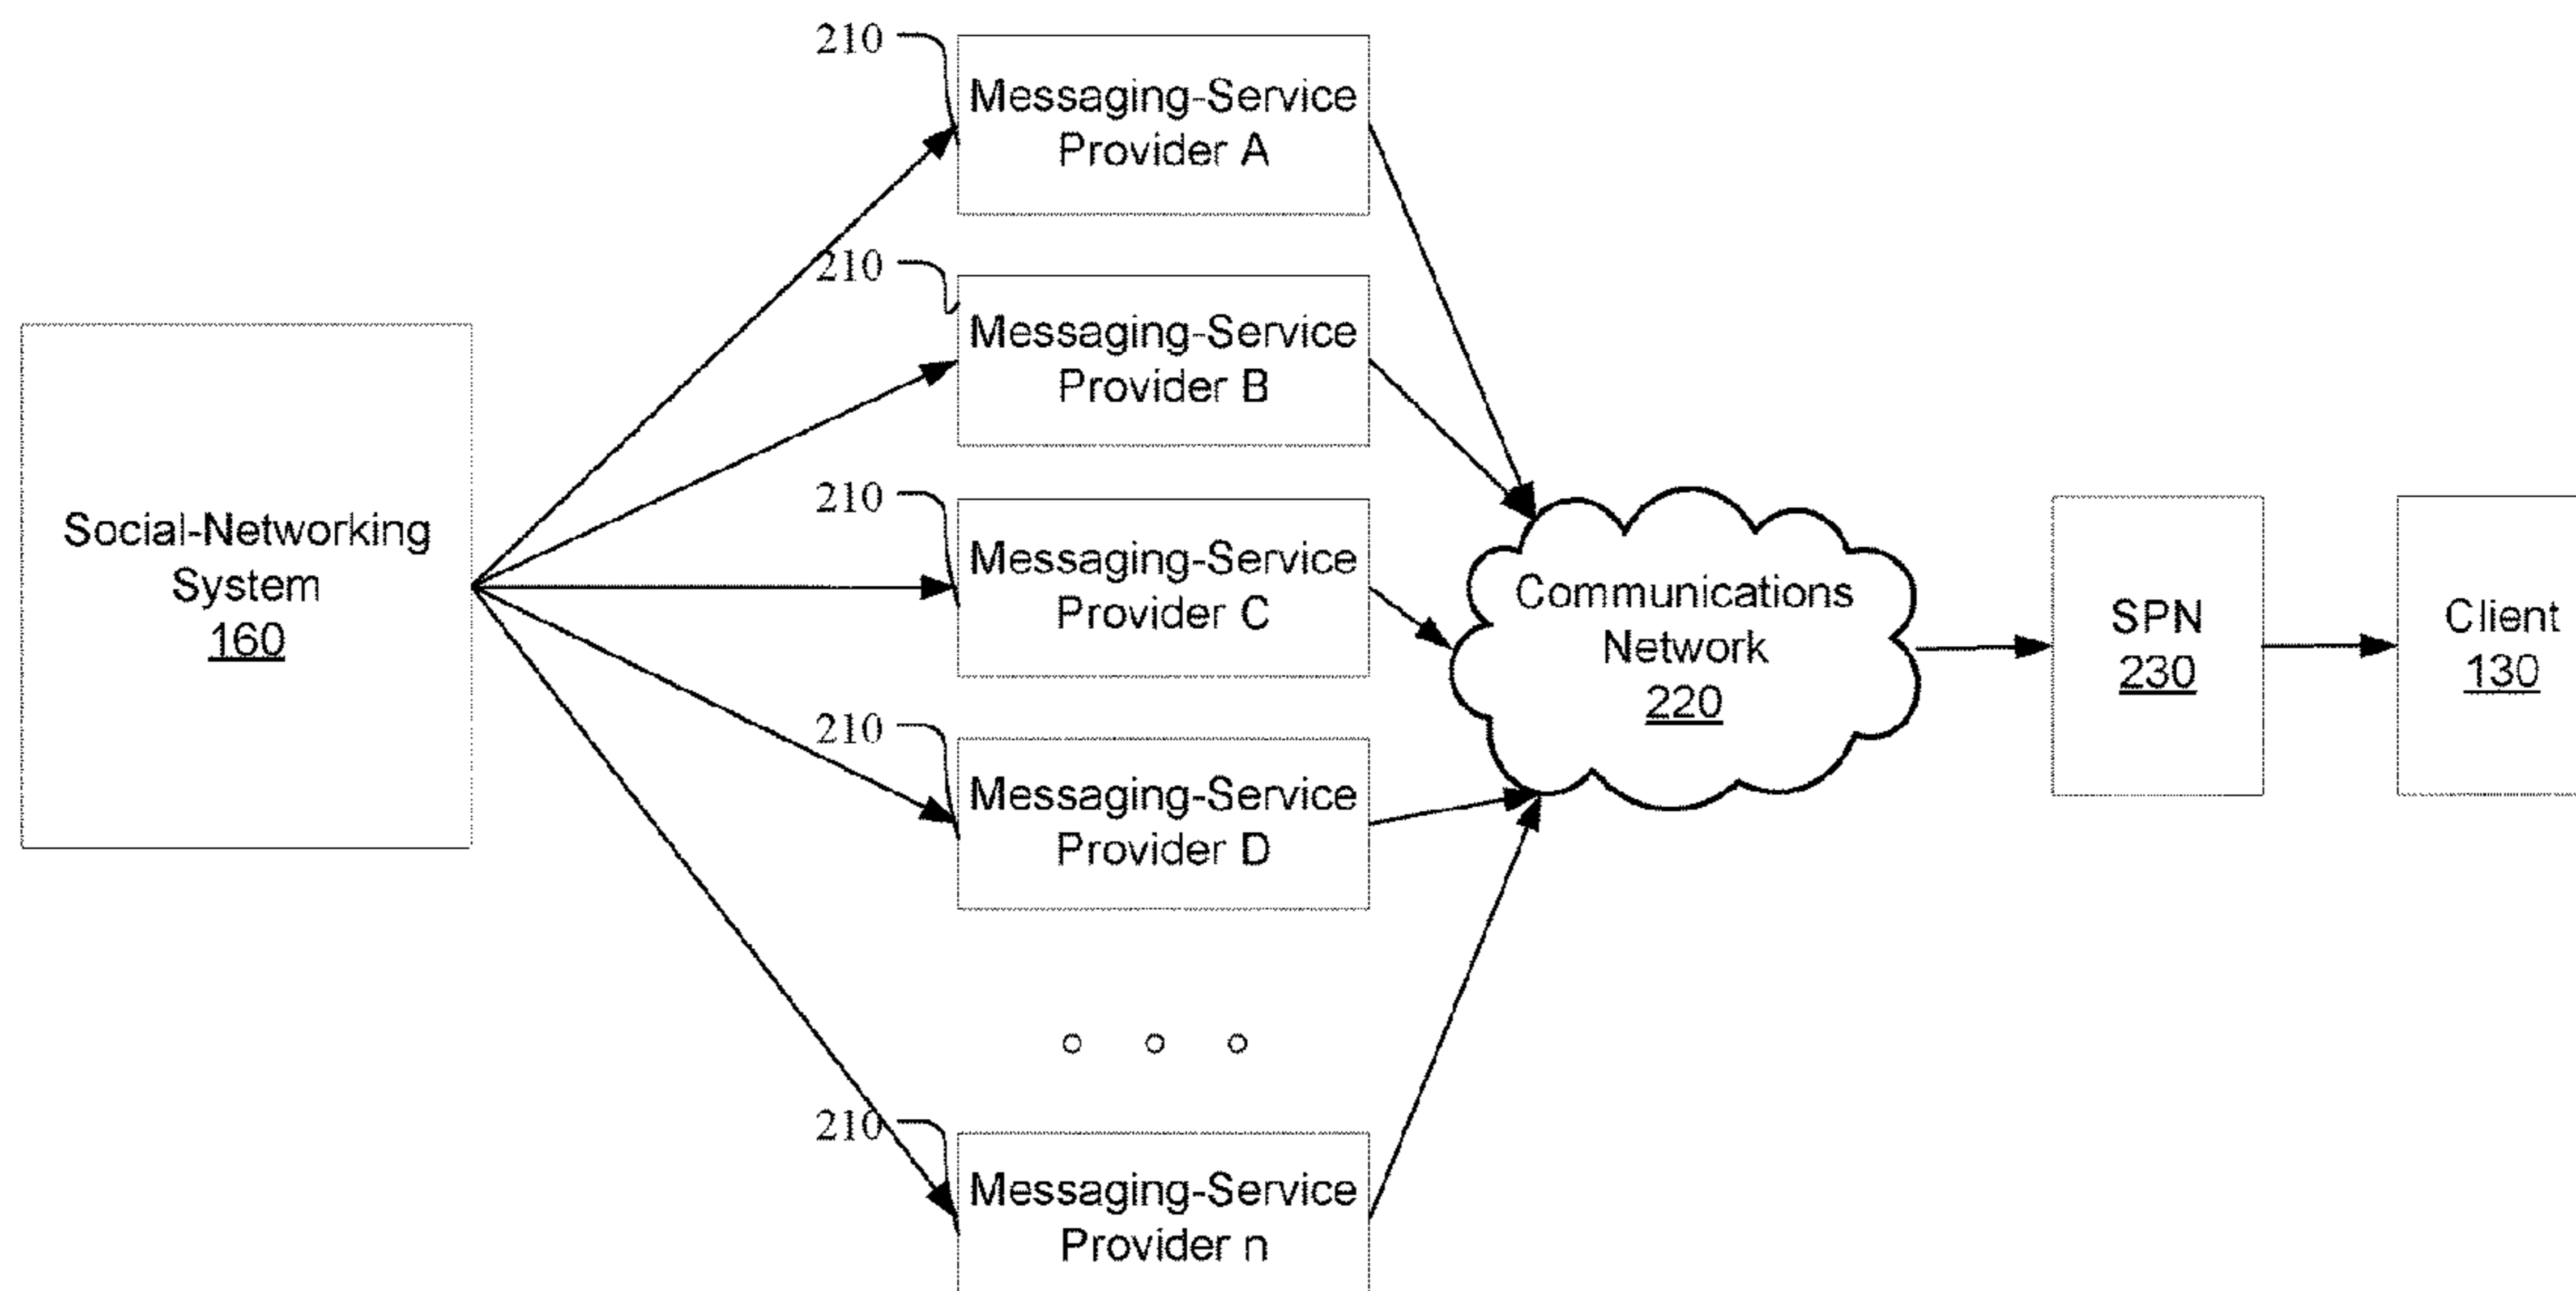 210
Messaging-Service
Provider A
210
Messaging-Service
Provider B
Social-Networking
System
160
210
Messaging-Service
Provider C
Communications
Network
220
SPN
230
Client
130
210
Messaging-Service
Provider D
210
Messaging-Service
Provider n